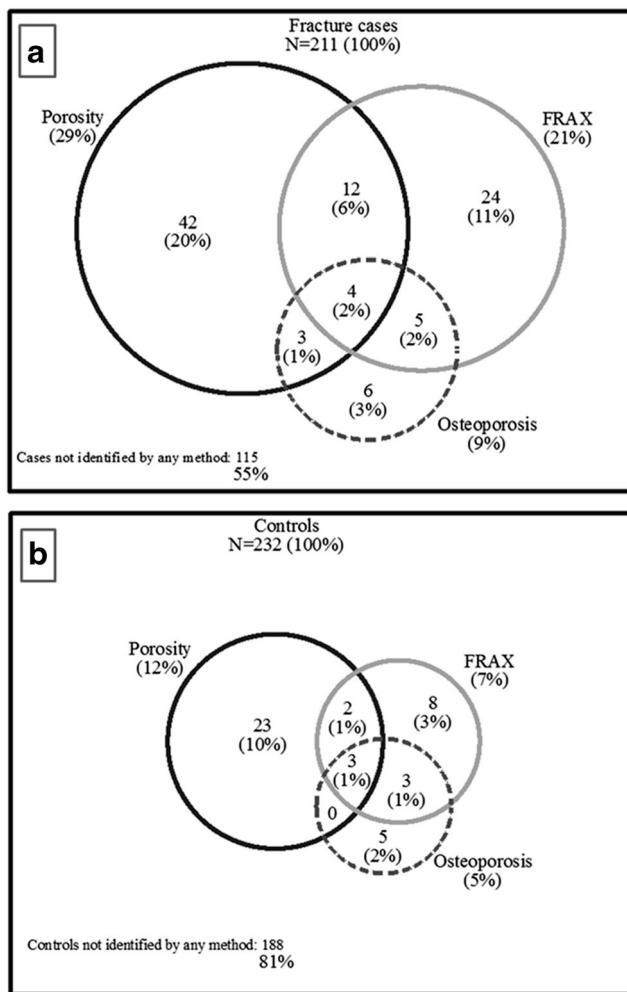 a
Fracture cases
N=211 (100%)
Porosity
(29%)
FRAX
(21%)
12
(6%)
24
(11%)
42
(20%)
4
(2%)
5
(2%)
3
(1%)
6
(3%)
Osteoporosis
(9%)
Cases not identified by any method: 115
55%
b
Controls
N=232 (100%)
Porosity
(12%)
FRAX
(7%)
2
(1%)
8
(3%)
23
(10%)
3
(1%)
3
(1%)
0
5
(2%)
Osteoporosis
(5%)
Controls not identified by any method: 188
81%